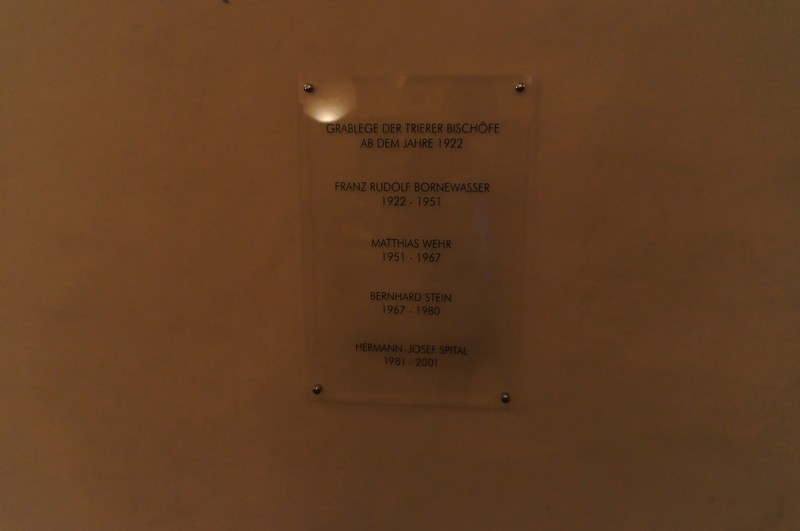 GRABLEGE DER TRIERER BISCHÖFE
AB DEM JAHRE 1922
FRANZ RUDOLF BORNEWASSER
1922 - 1951
MATTHIAS WEHR
1951 - 1967
BERNHARD STEIN
1967 - 1980
HERMANN-JOSEF SPITAL
1981 - 2001